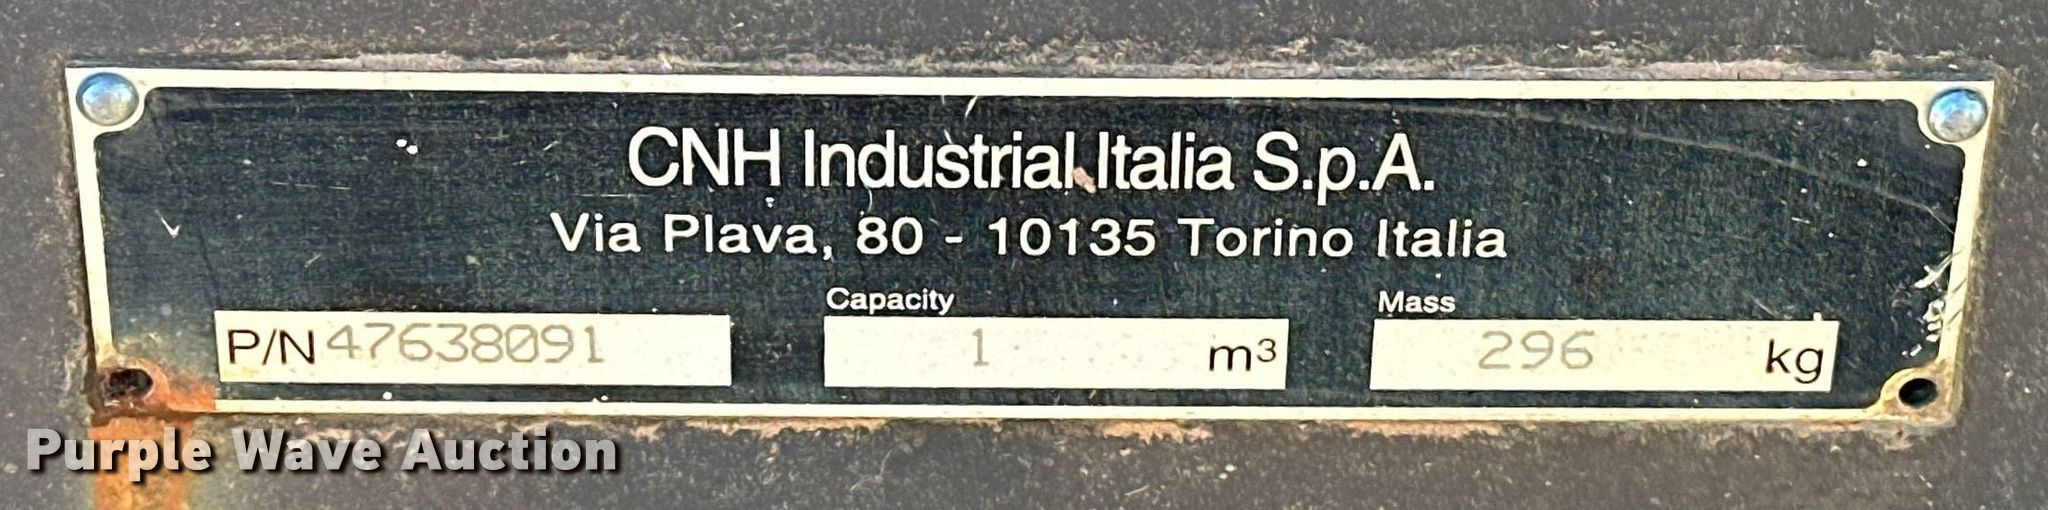 CNH Industrial Italia S.p.A.
Via Plava, 80 - 10135 Torino Italia
Capacity Mass
P/N 47638091 1 m³ 296 kg
Purple Wave Auction